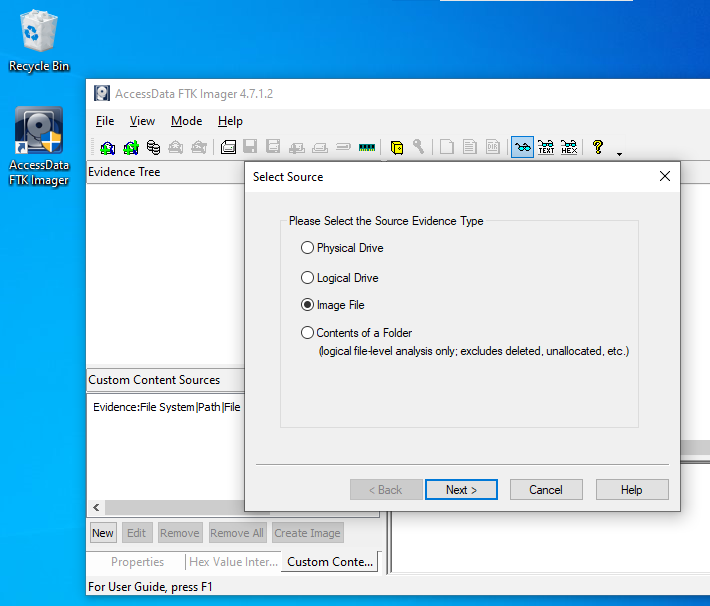 Recycle Bin
AccessData
FTK Imager
AccessData FTK Imager 4.7.1.2
File View Mode Help
TEXT HEX
Evidence Tree
Select Source
Please Select the Source Evidence Type
Physical Drive
Logical Drive
Image File
Contents of a Folder
(logical file-level analysis only; excludes deleted, unallocated, etc.)
< Back Next > Cancel Help
Custom Content Sources
Evidence:File System|Path|File
New Edit Remove Remove All Create Image
Properties Hex Value Inter... Custom Conte...
For User Guide, press F1